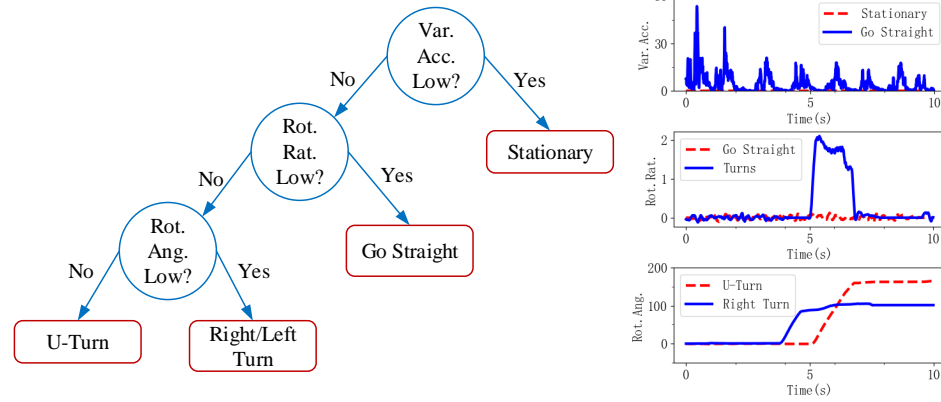 Var.
Acc.
Low?
No
Yes
Rot.
Rat.
Low?
Stationary
No
Yes
Rot.
Ang.
Low?
Go Straight
No
Yes
U-Turn
Right/Left
Turn
Var.Acc.
60
30
0
Stationary
Go Straight
0 5 10
Time(s)
Rot.Rat.
2
1
0
Go Straight
Turns
0 5 10
Time(s)
Rot.Ang.
200
100
0
U-Turn
Right Turn
0 5 10
Time(s)